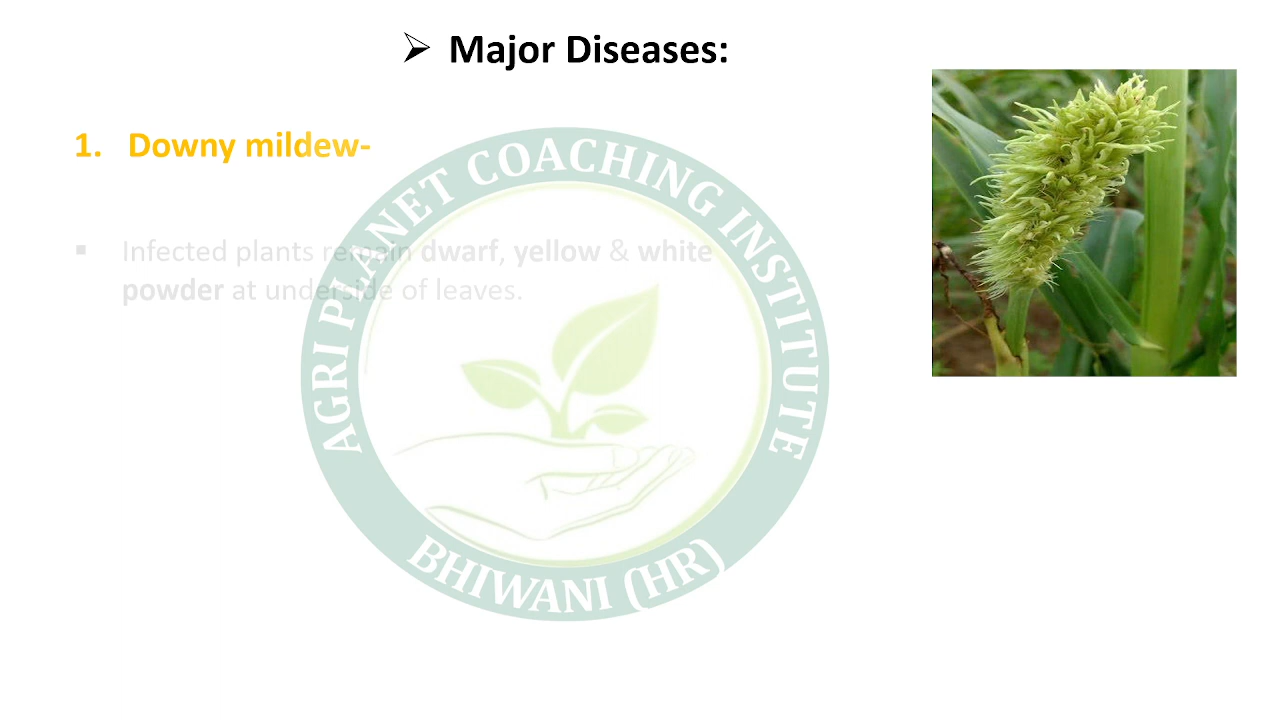 ➢ Major Diseases:
1. Downy mildew-
▪ Infected plants remain dwarf, yellow & white
powder at underside of leaves.
AGRI PLANET COACHING INSTITUTE
BHIWANI (HR)